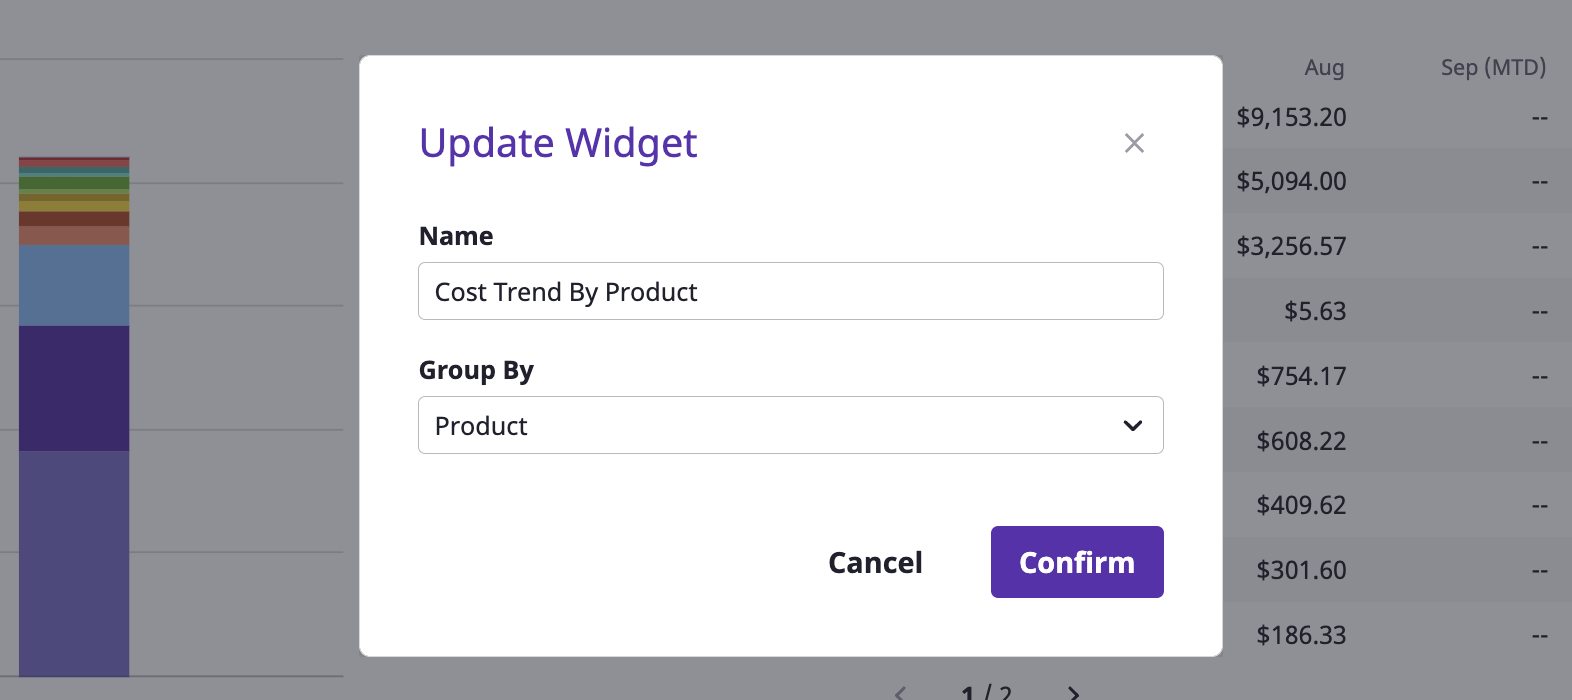 Aug Sep (MTD)
$9,153.20 --
$5,094.00 --
$3,256.57 --
$5.63 --
$754.17 --
$608.22 --
$409.62 --
$301.60 --
$186.33 --
Update Widget
Name
Cost Trend By Product
Group By
Product
Cancel Confirm
1 / 2